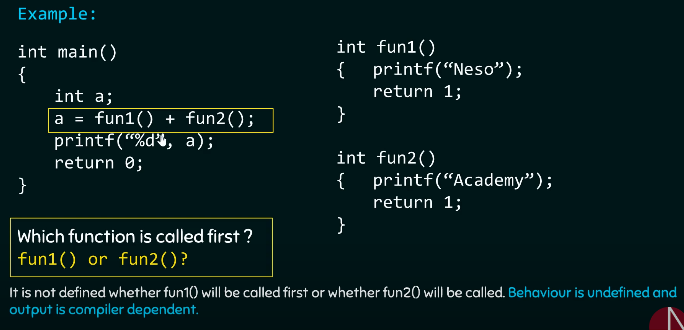 Example:
int main()
{
int a;
a = fun1() + fun2();
printf(“%d”, a);
return 0;
}
int fun1()
{ printf(“Neso”);
return 1;
}
int fun2()
{ printf(“Academy”);
return 1;
}
Which function is called first ?
fun1() or fun2()?
It is not defined whether fun1() will be called first or whether fun2() will be called. Behaviour is undefined and
output is compiler dependent.
N